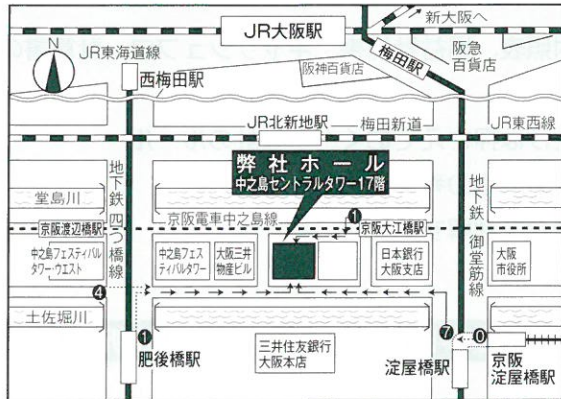 JR大阪駅
新大阪へ
N
JR東海道線
西梅田駅
阪神百貨店
梅田駅
阪急
百貨店
JR北新地駅
梅田新道
JR東西線
弊社ホール
中之島セントラルタワー17階
地下鉄 四つ橋線
地下鉄 御堂筋線
堂島川
京阪電車中之島線
❶
京阪渡辺橋駅
京阪大江橋駅
中之島フェスティバル
タワー・ウエスト
中之島フェス
ティバルタワー
大阪三井
物産ビル
日本銀行
大阪支店
大阪
市役所
❹
土佐堀川
❶
肥後橋駅
三井住友銀行
大阪本店
❼
⓿
淀屋橋駅
京阪
淀屋橋駅